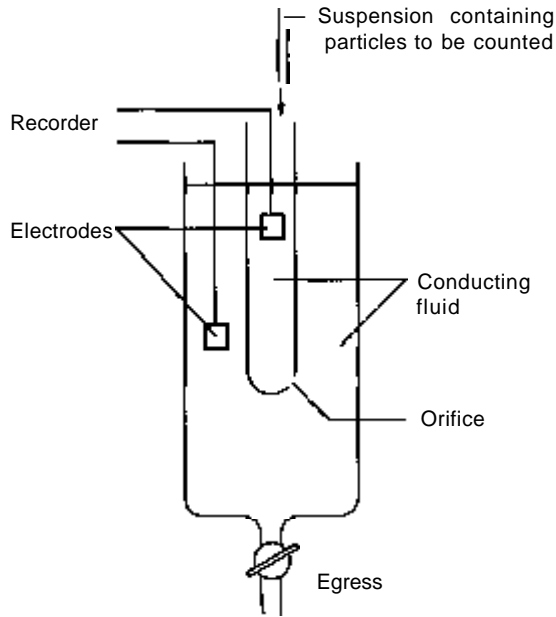 Suspension containing
particles to be counted
Recorder
Electrodes
Conducting
fluid
Orifice
Egress